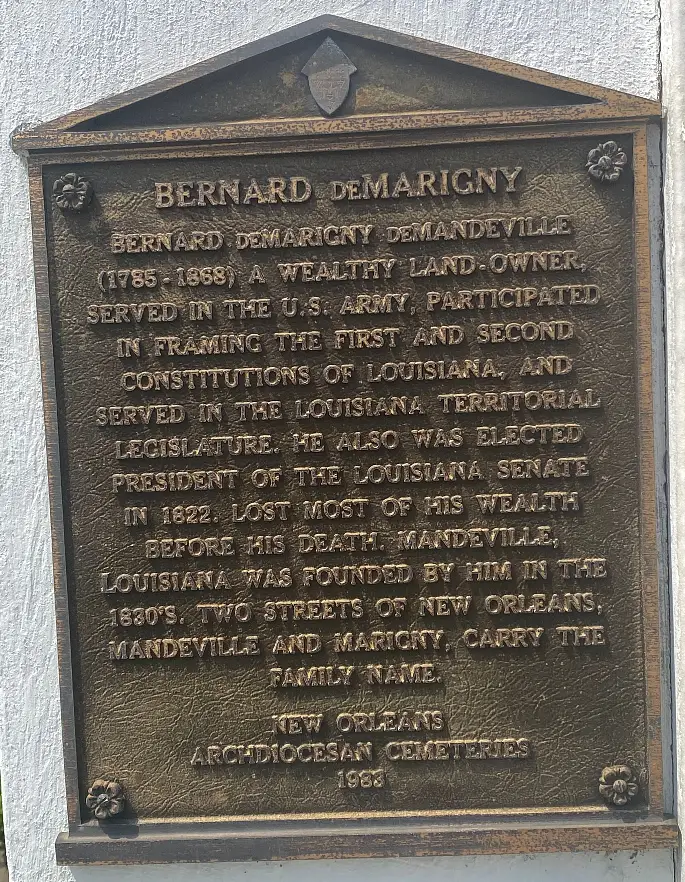 BERNARD DEMARIGNY
BERNARD DEMARIGNY DEMANDEVILLE
(1785-1868) A WEALTHY LAND-OWNER,
SERVED IN THE U.S. ARMY, PARTICIPATED
IN FRAMING THE FIRST AND SECOND
CONSTITUTIONS OF LOUISIANA, AND
SERVED IN THE LOUISIANA TERRITORIAL
LEGISLATURE. HE ALSO WAS ELECTED
PRESIDENT OF THE LOUISIANA SENATE
IN 1822. LOST MOST OF HIS WEALTH
BEFORE HIS DEATH. MANDEVILLE,
LOUISIANA WAS FOUNDED BY HIM IN THE
1830'S. TWO STREETS OF NEW ORLEANS,
MANDEVILLE AND MARIGNY, CARRY THE
FAMILY NAME.
NEW ORLEANS
ARCHDIOCESAN CEMETERIES
1983